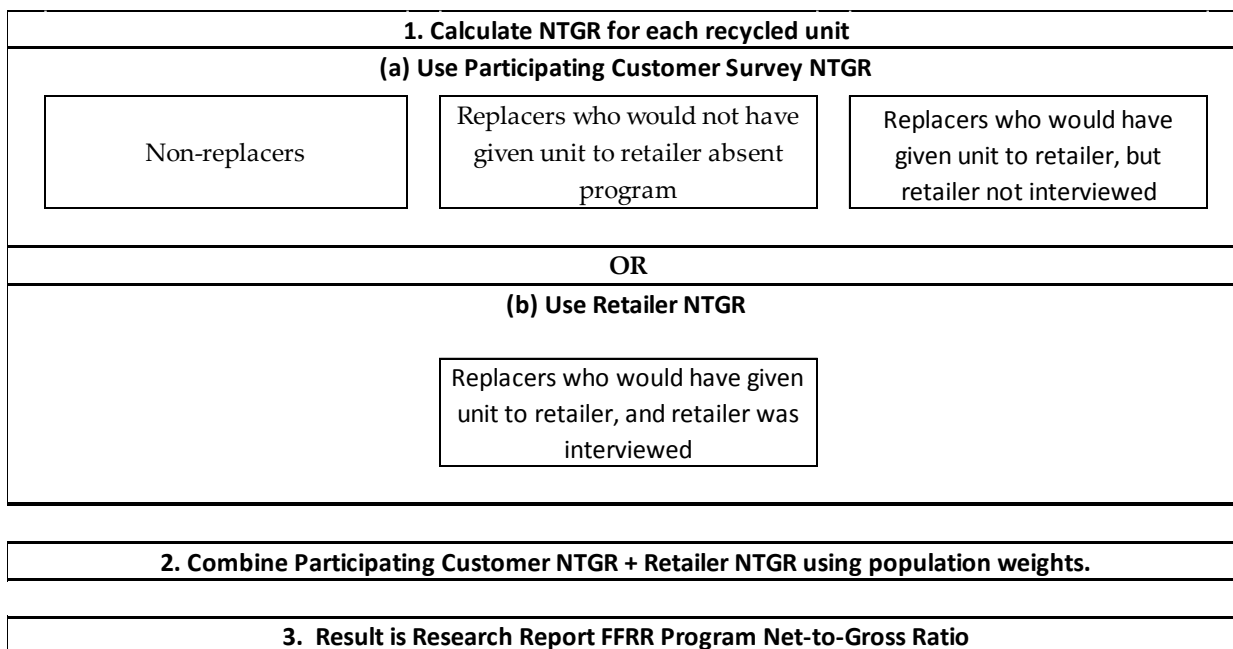 1. Calculate NTGR for each recycled unit
(a) Use Participating Customer Survey NTGR
Non-replacers
Replacers who would not have
given unit to retailer absent
program
Replacers who would have
given unit to retailer, but
retailer not interviewed
OR
(b) Use Retailer NTGR
Replacers who would have given
unit to retailer, and retailer was
interviewed
2. Combine Participating Customer NTGR + Retailer NTGR using population weights.
3. Result is Research Report FFRR Program Net-to-Gross Ratio